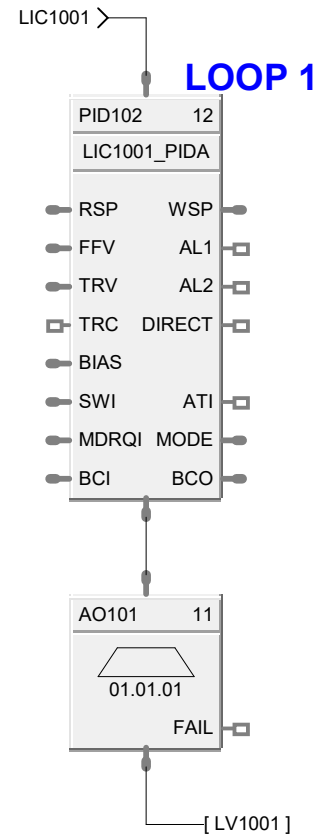 LIC1001
LOOP 1
PID102 12
LIC1001_PIDA
RSP WSP
FFV AL1
TRV AL2
TRC DIRECT
BIAS
SWI ATI
MDRQI MODE
BCI BCO
AO101 11
01.01.01
FAIL
[ LV1001 ]